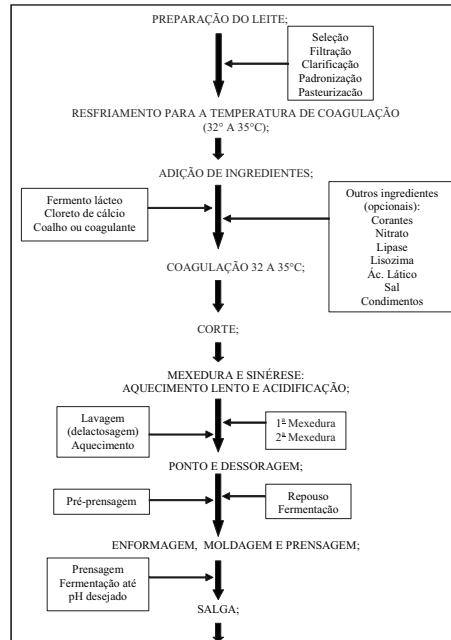 PREPARAÇÃO DO LEITE;
Seleção
Filtração
Clarificação
Padronização
Pasteurizacão
RESFRIAMENTO PARA A TEMPERATURA DE COAGULAÇÃO
(32° A 35°C);
ADIÇÃO DE INGREDIENTES;
Fermento lácteo
Cloreto de cálcio
Coalho ou coagulante
Outros ingredientes
(opcionais):
Corantes
Nitrato
Lípase
Lisozima
Ác. Lático
Sal
Condimentos
COAGULAÇÃO 32 A 35°C;
CORTE;
MEXEDURA E SINÉRESE:
AQUECIMENTO LENTO E ACIDIFICAÇÃO;
Lavagem
(delactosagem)
Aquecimento
1ª Mexedura
2ª Mexedura
PONTO E DESSORAGEM;
Pré-prensagem
Repouso
Fermentação
ENFORMAGEM, MOLDAGEM E PRENSAGEM;
Prensagem
Fermentação até
pH desejado
SALGA;